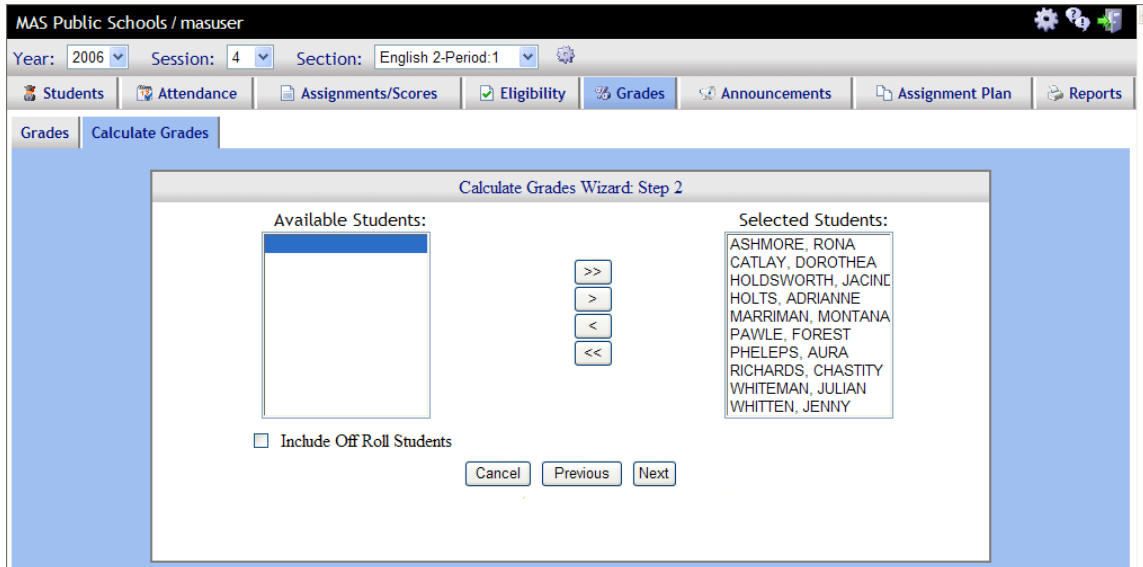 MAS Public Schools / masuser
Year: 2006 Session: 4 Section: English 2-Period:1
Students Attendance Assignments/Scores Eligibility Grades Announcements Assignment Plan Reports
Grades Calculate Grades
Calculate Grades Wizard: Step 2
Available Students: Selected Students:
ASHMORE, RONA
CATLAY, DOROTHEA
>>
HOLDSWORTH, JACIND
>
HOLTS, ADRIANNE
MARRIMAN, MONTANA
<
PAWLE, FOREST
<<
PHELEPS, AURA
RICHARDS, CHASTITY
WHITEMAN, JULIAN
WHITTEN, JENNY
Include Off Roll Students
Cancel Previous Next